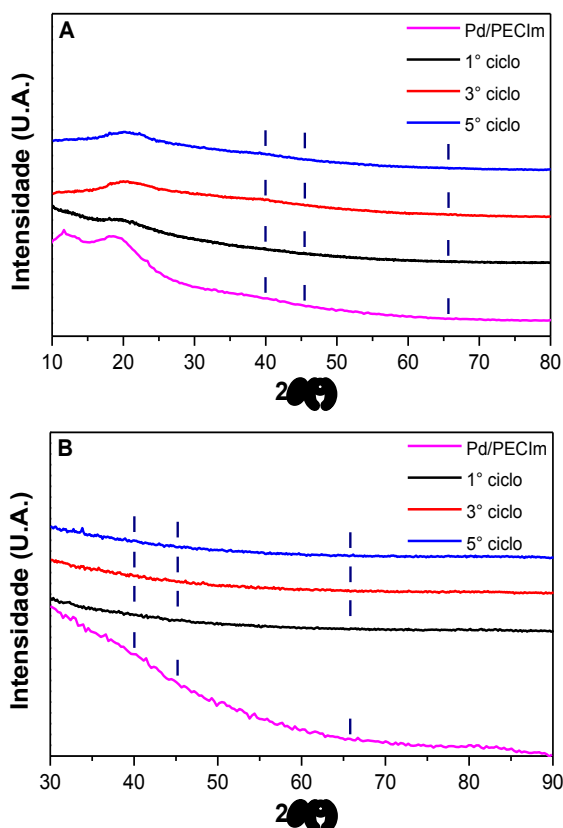 A
Pd/PECIm
1° ciclo
3° ciclo
5° ciclo
Intensidade (U.A.)
10 20 30 40 50 60 70 80
2
B
Pd/PECIm
1° ciclo
3° ciclo
5° ciclo
Intensidade (U.A.)
30 40 50 60 70 80 90
2